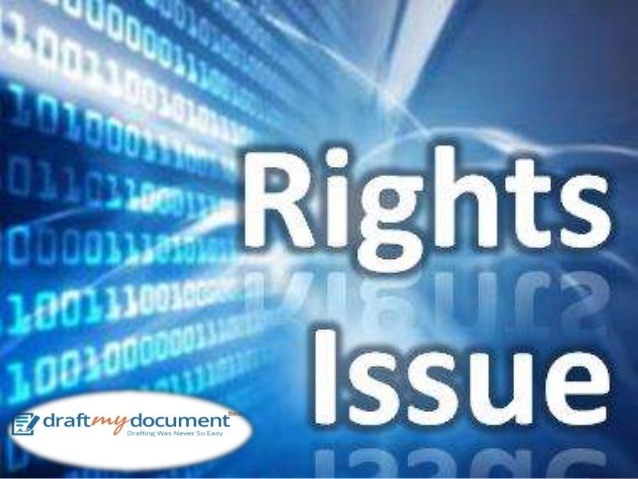 Rights
Issue
draftmydocument
Drafting Was Never So Easy